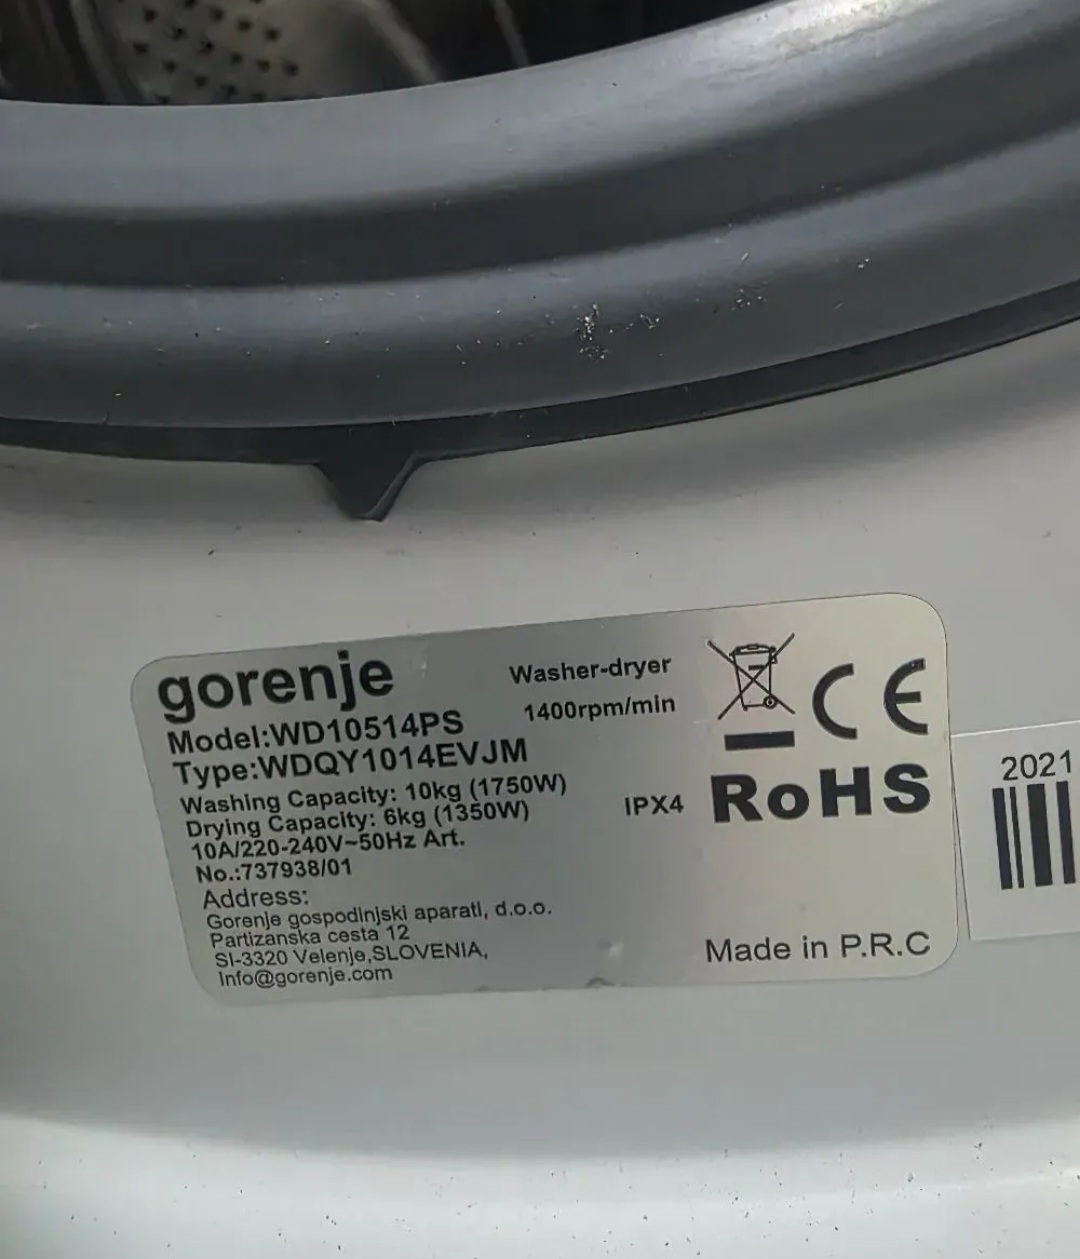 gorenje
Washer-dryer
1400rpm/min
Model:WD10514PS
Type:WDQY1014EVJM
Washing Capacity: 10kg (1750W)
Drying Capacity: 6kg (1350W)
10A/220-240V~50Hz Art.
No.:737938/01
IPX4
CE
RoHS
Address:
Gorenje gospodinjski aparati, d.o.o.
Partizanska cesta 12
SI-3320 Velenje,SLOVENIA,
Info@gorenje.com
Made in P.R.C
2021